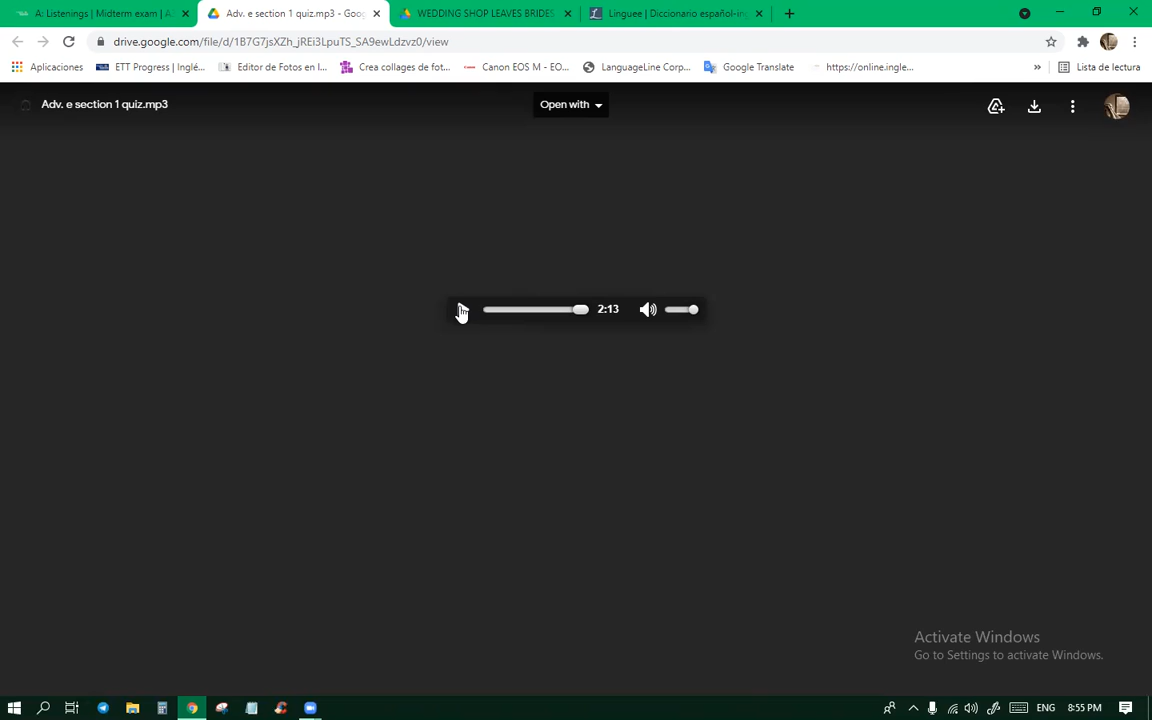 A: Listenings | Midterm exam | A.
Adv. e section 1 quiz.mp3 - Goog
WEDDING SHOP LEAVES BRIDES
Linguee | Diccionario español-ing
drive.google.com/file/d/1B7G7jsXZh_jREi3LpuTS_SA9ewLdzvz0/view
Aplicaciones
ETT Progress | Inglé...
Editor de Fotos en l...
Crea collages de fot...
Canon EOS M - EO...
LanguageLine Corp...
Google Translate
https://online.ingle...
»
Lista de lectura
Adv. e section 1 quiz.mp3
Open with
2:13
Activate Windows
Go to Settings to activate Windows.
ENG
8:55 PM